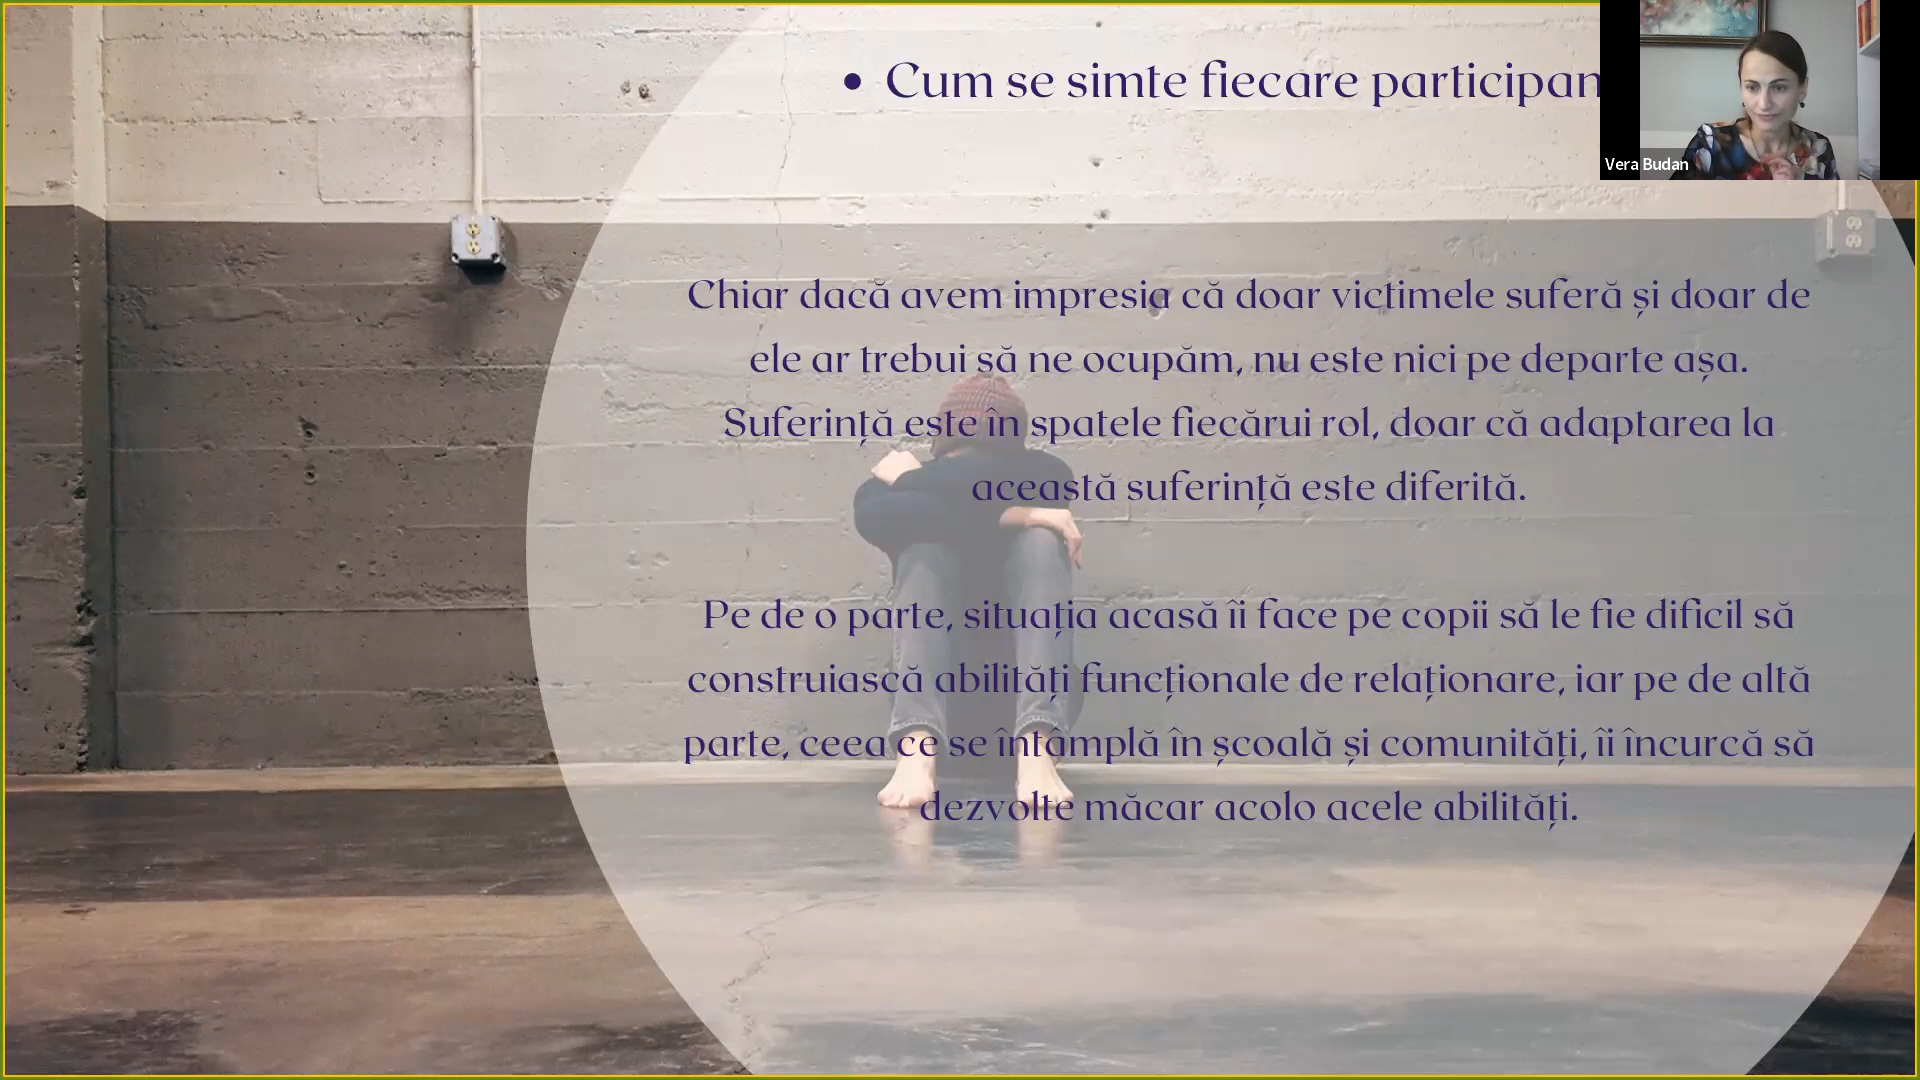 • Cum se simte fiecare participan
Vera Budan
Chiar dacă avem impresia că doar victimele suferă și doar de
ele ar trebui să ne ocupăm, nu este nici pe departe așa.
Suferință este în spatele fiecărui rol, doar că adaptarea la
această suferință este diferită.
Pe de o parte, situația acasă îi face pe copii să le fie dificil să
construiască abilități funcționale de relaționare, iar pe de altă
parte, ceea ce se întâmplă în școală și comunități, îi încurcă să
dezvolte măcar acolo acele abilități.